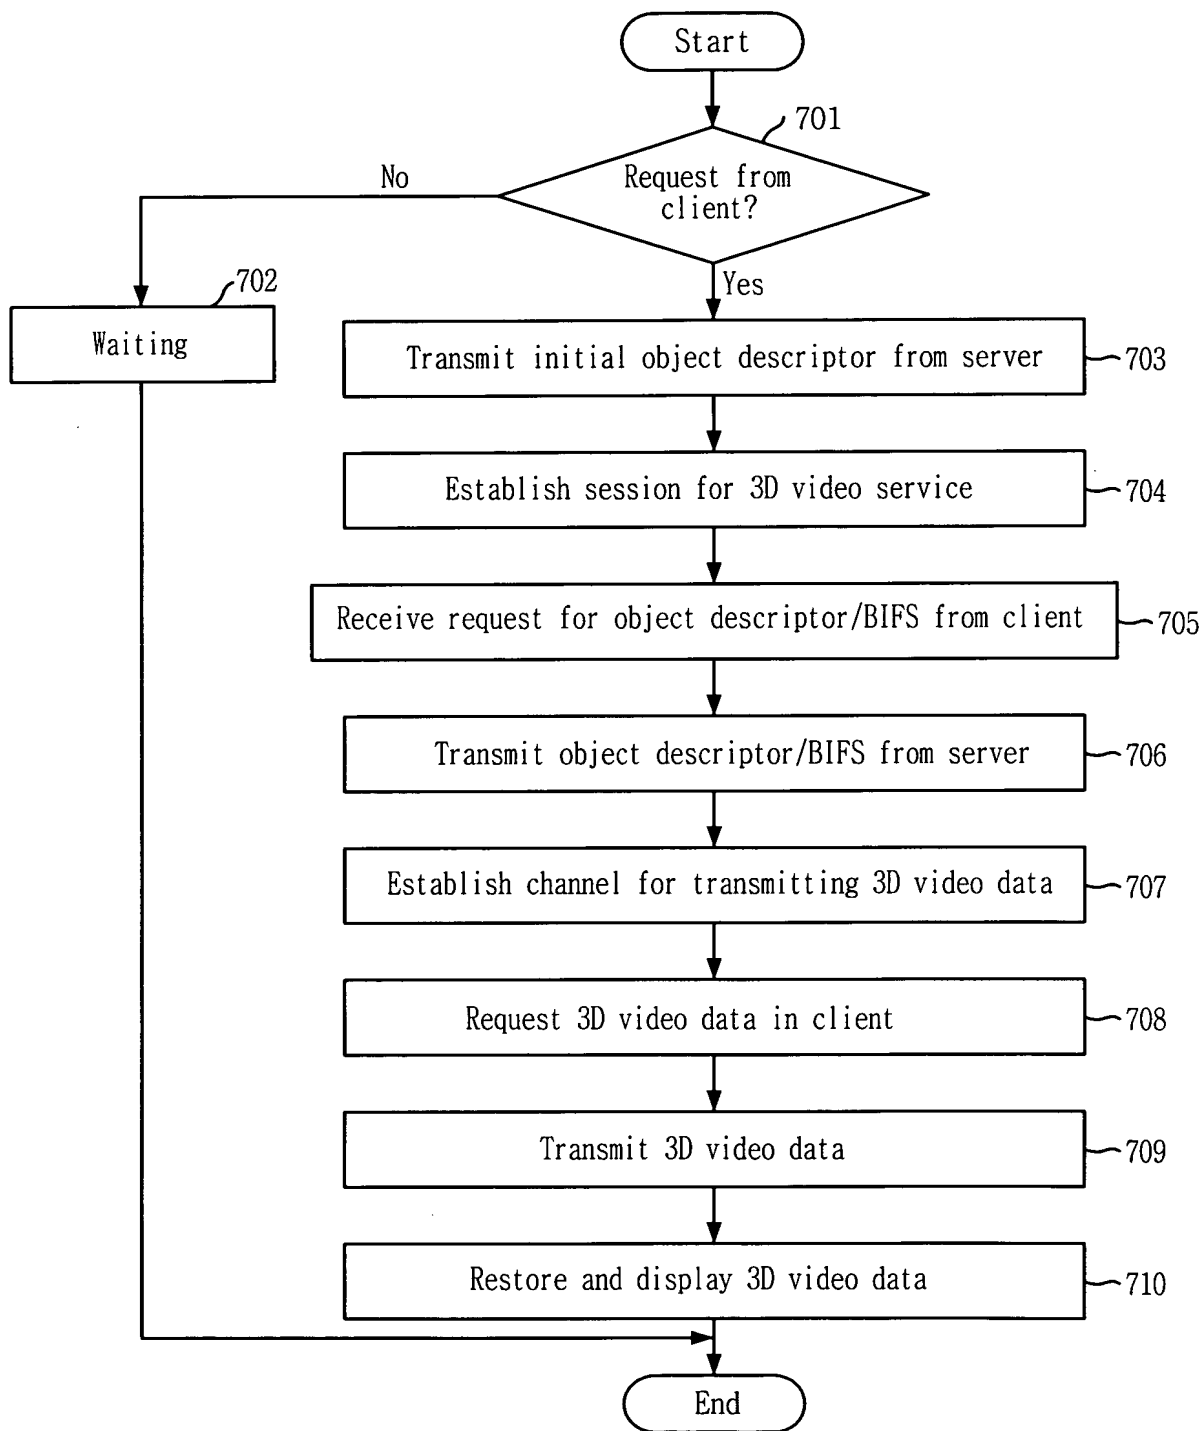 Start
701
Request from
client?
No
Yes
702
Waiting
Transmit initial object descriptor from server
703
Establish session for 3D video service
704
Receive request for object descriptor/BIFS from client
705
Transmit object descriptor/BIFS from server
706
Establish channel for transmitting 3D video data
707
Request 3D video data in client
708
Transmit 3D video data
709
Restore and display 3D video data
710
End